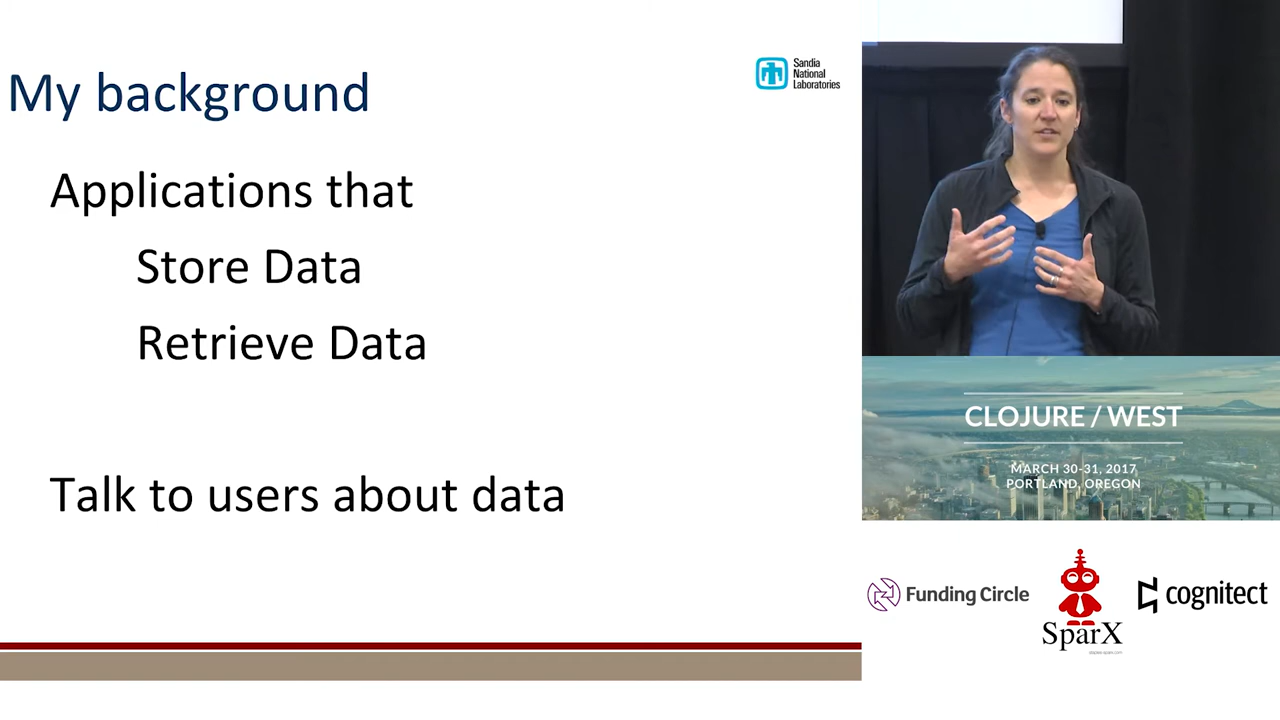 My background
Sandia
National
Laboratories
Applications that
Store Data
Retrieve Data
Talk to users about data
CLOJURE / WEST
MARCH 30-31, 2017
PORTLAND, OREGON
Funding Circle
SparX
cognitect